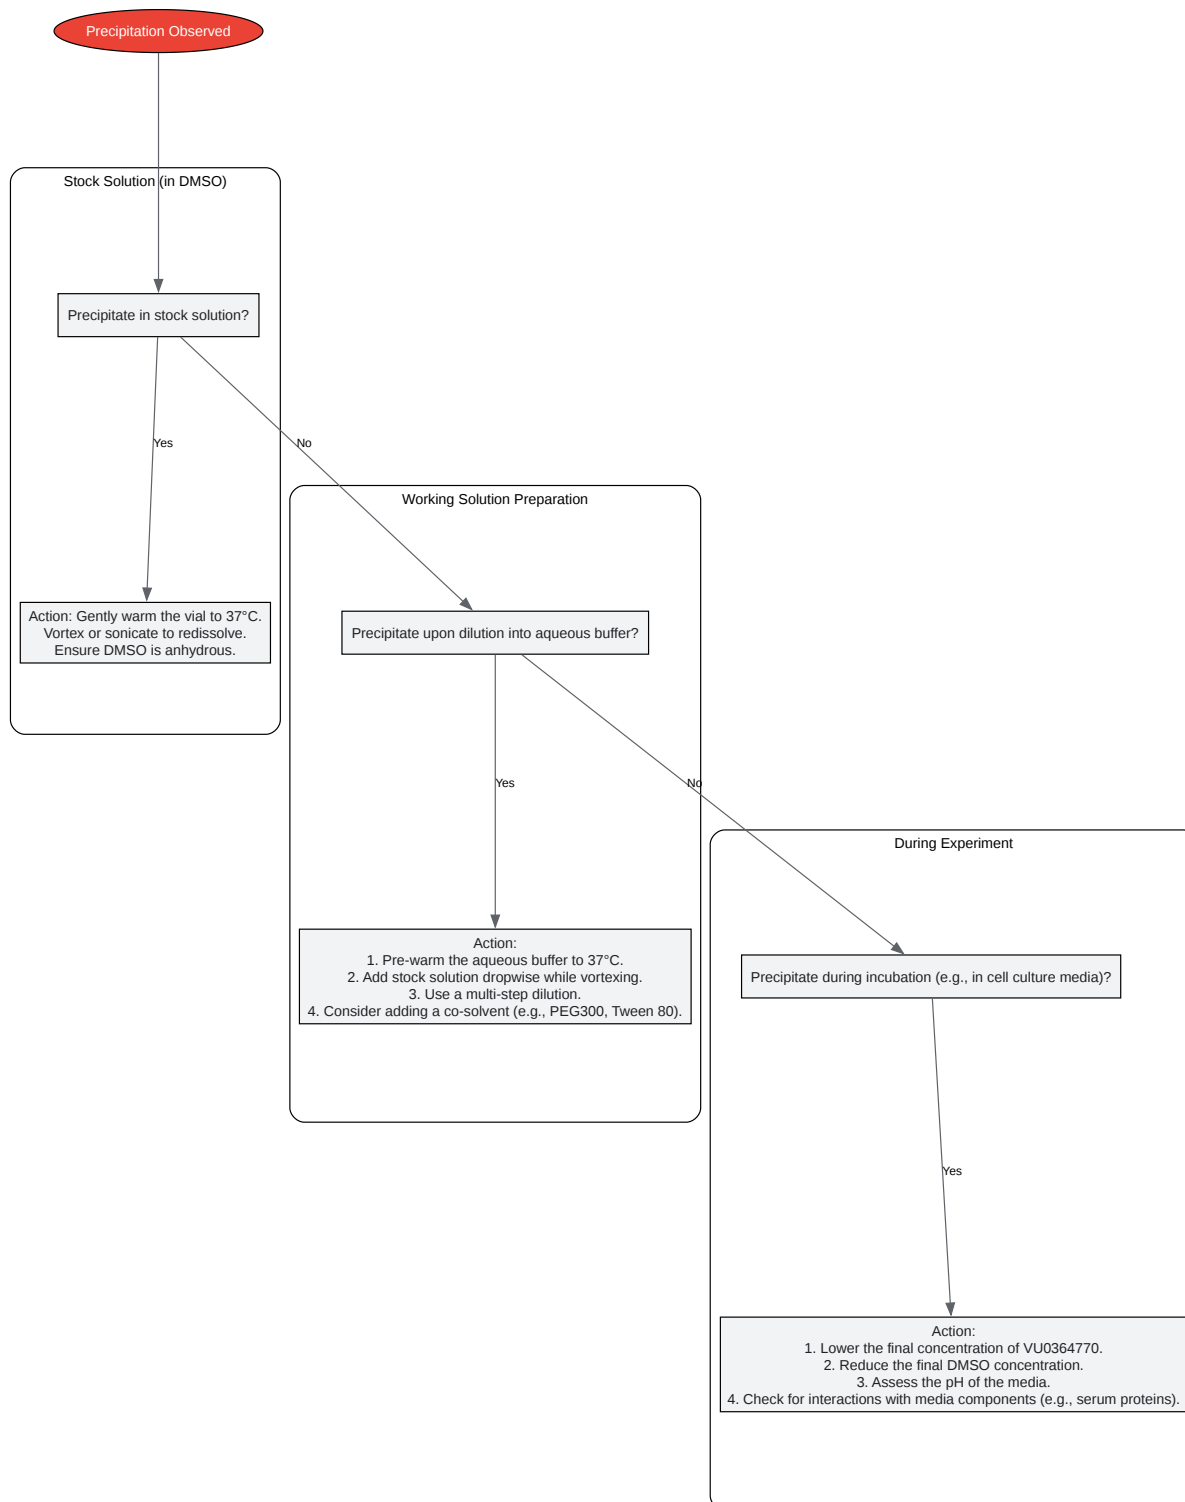 Precipitation Observed
Stock Solution (in DMSO)
Precipitate in stock solution?
Yes
No
Action: Gently warm the vial to 37°C.
Vortex or sonicate to redissolve.
Ensure DMSO is anhydrous.
Working Solution Preparation
Precipitate upon dilution into aqueous buffer?
Yes
No
Action:
1. Pre-warm the aqueous buffer to 37°C.
2. Add stock solution dropwise while vortexing.
3. Use a multi-step dilution.
4. Consider adding a co-solvent (e.g., PEG300, Tween 80).
During Experiment
Precipitate during incubation (e.g., in cell culture media)?
Yes
Action:
1. Lower the final concentration of VU0364770.
2. Reduce the final DMSO concentration.
3. Assess the pH of the media.
4. Check for interactions with media components (e.g., serum proteins).